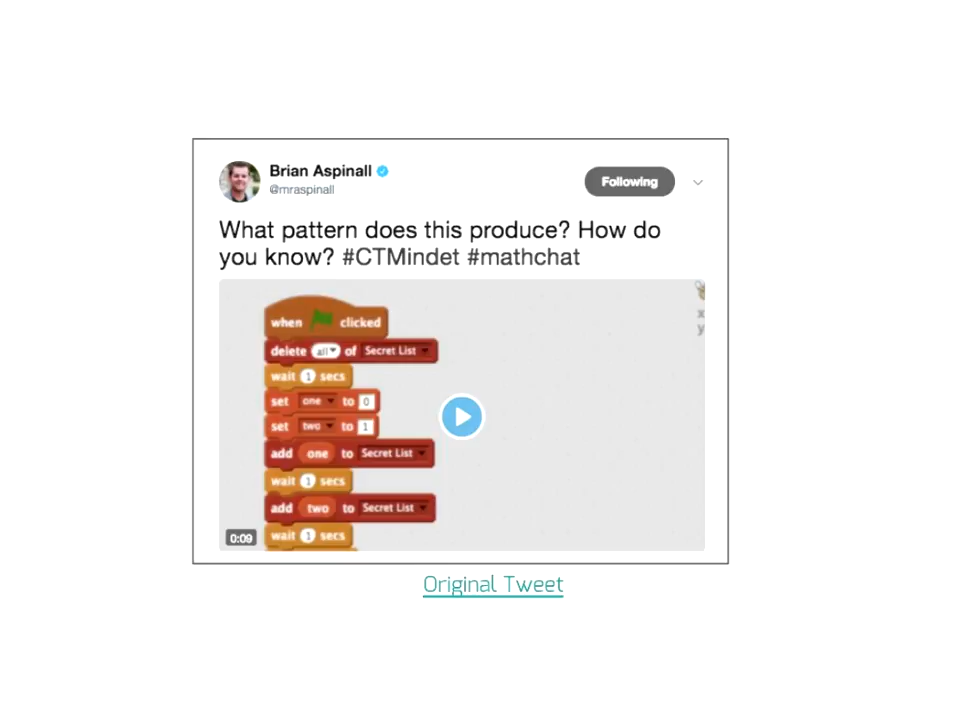 Brian Aspinall
@mraspinall
Following
What pattern does this produce? How do
you know? #CTMindet #mathchat
when clicked
delete all of Secret List
wait 1 secs
set one to 0
set two to 1
add one to Secret List
wait 1 secs
add two to Secret List
wait 1 secs
x
y
0:09
Original Tweet